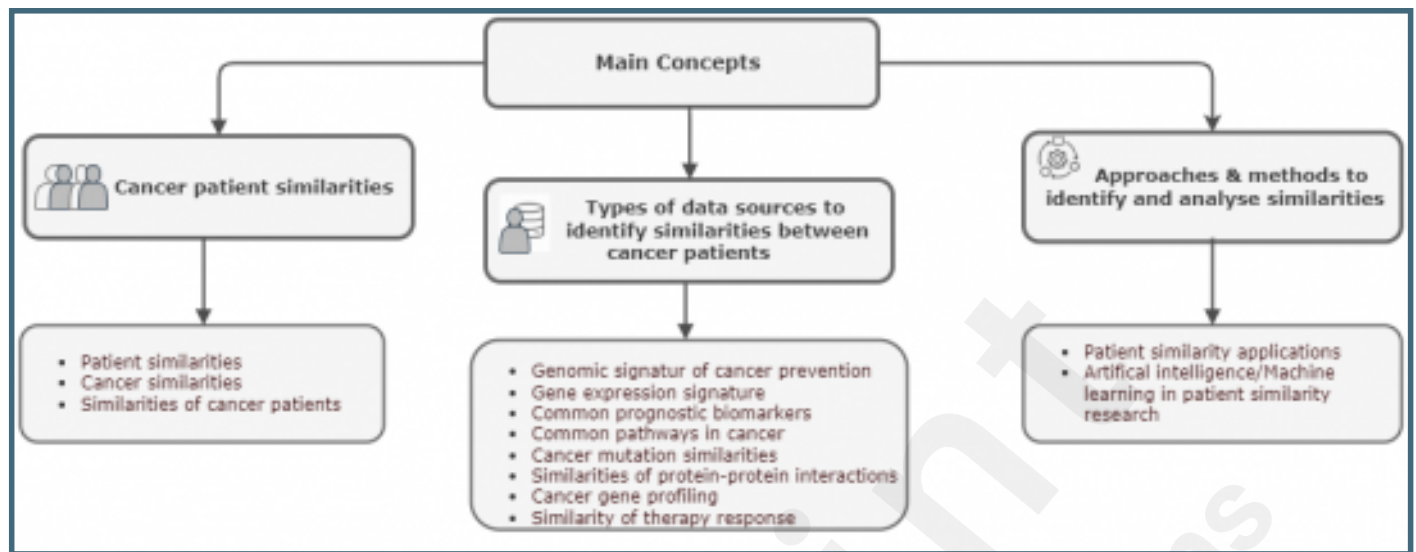 Main Concepts
Cancer patient similarities
Types of data sources to
identify similarities between
cancer patients
Approaches & methods to
identify and analyse similarities
• Patient similarities
• Cancer similarities
• Similarities of cancer patients
• Genomic signatur of cancer prevention
• Gene expression signature
• Common prognostic biomarkers
• Common pathways in cancer
• Cancer mutation similarities
• Similarities of protein-protein interactions
• Cancer gene profiling
• Similarity of therapy response
• Patient similarity applications
• Artifical intelligence/Machine
learning in patient similarity
research